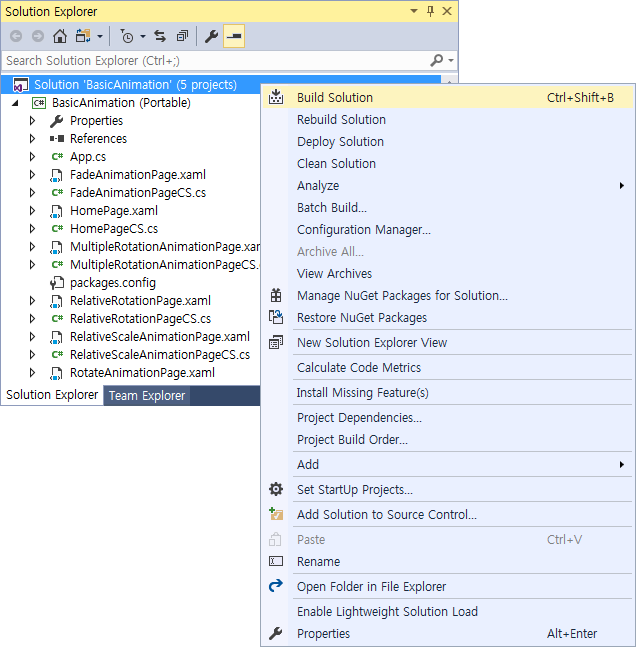 Solution Explorer
Search Solution Explorer (Ctrl+;)
Solution 'BasicAnimation' (5 projects)
C# BasicAnimation (Portable)
Properties
References
C# App.cs
FadeAnimationPage.xaml
C# FadeAnimationPageCS.cs
HomePage.xaml
C# HomePageCS.cs
MultipleRotationAnimationPage.xam
C# MultipleRotationAnimationPageCS.
packages.config
RelativeRotationPage.xaml
C# RelativeRotationPageCS.cs
RelativeScaleAnimationPage.xaml
C# RelativeScaleAnimationPageCS.cs
RotateAnimationPage.xaml
Solution Explorer Team Explorer
Build Solution Ctrl+Shift+B
Rebuild Solution
Deploy Solution
Clean Solution
Analyze
Batch Build...
Configuration Manager...
Archive All...
View Archives
Manage NuGet Packages for Solution...
Restore NuGet Packages
New Solution Explorer View
Calculate Code Metrics
Install Missing Feature(s)
Project Dependencies...
Project Build Order...
Add
Set StartUp Projects...
Add Solution to Source Control...
Paste Ctrl+V
Rename
Open Folder in File Explorer
Enable Lightweight Solution Load
Properties Alt+Enter